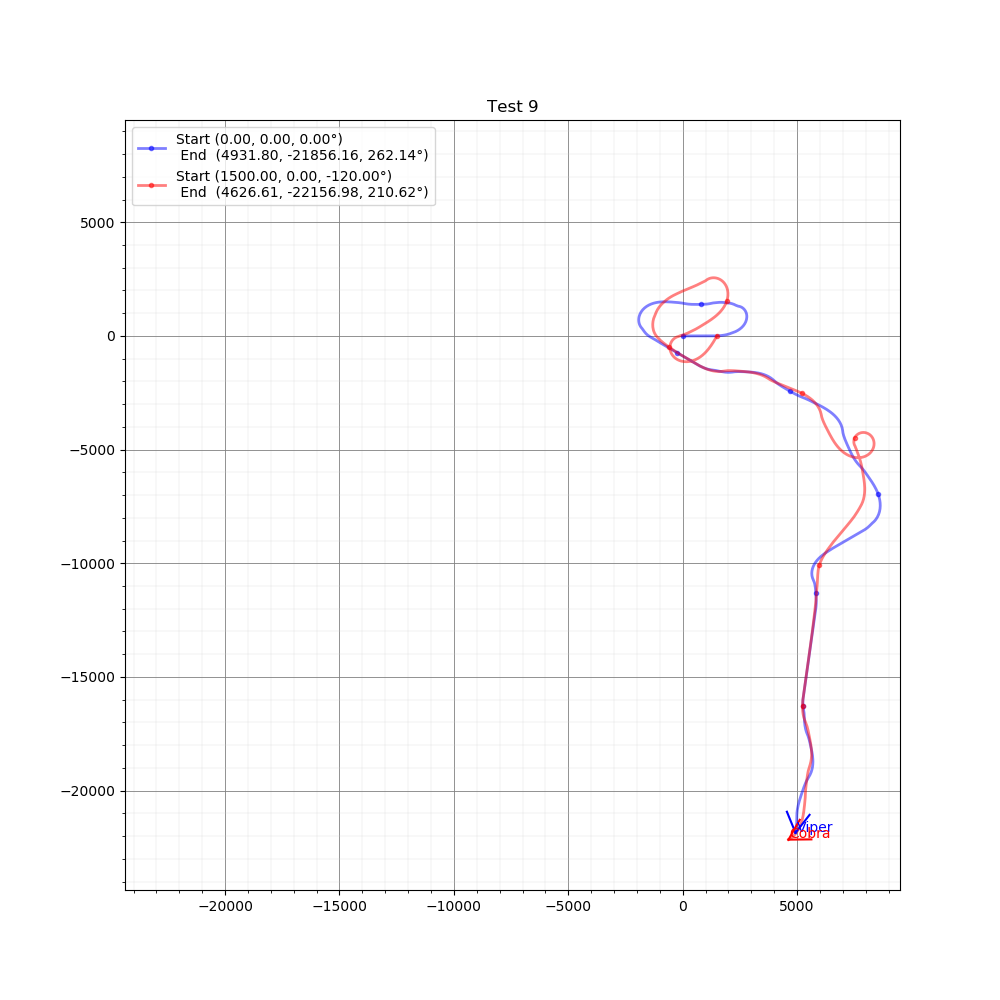 Test 9
Start (0.00, 0.00, 0.00°)
End  (4931.80, -21856.16, 262.14°)
Start (1500.00, 0.00, -120.00°)
End  (4626.61, -22156.98, 210.62°)
5000
0
−5000
−10000
−15000
−20000
Viper
Cobra
−20000
−15000
−10000
−5000
0
5000